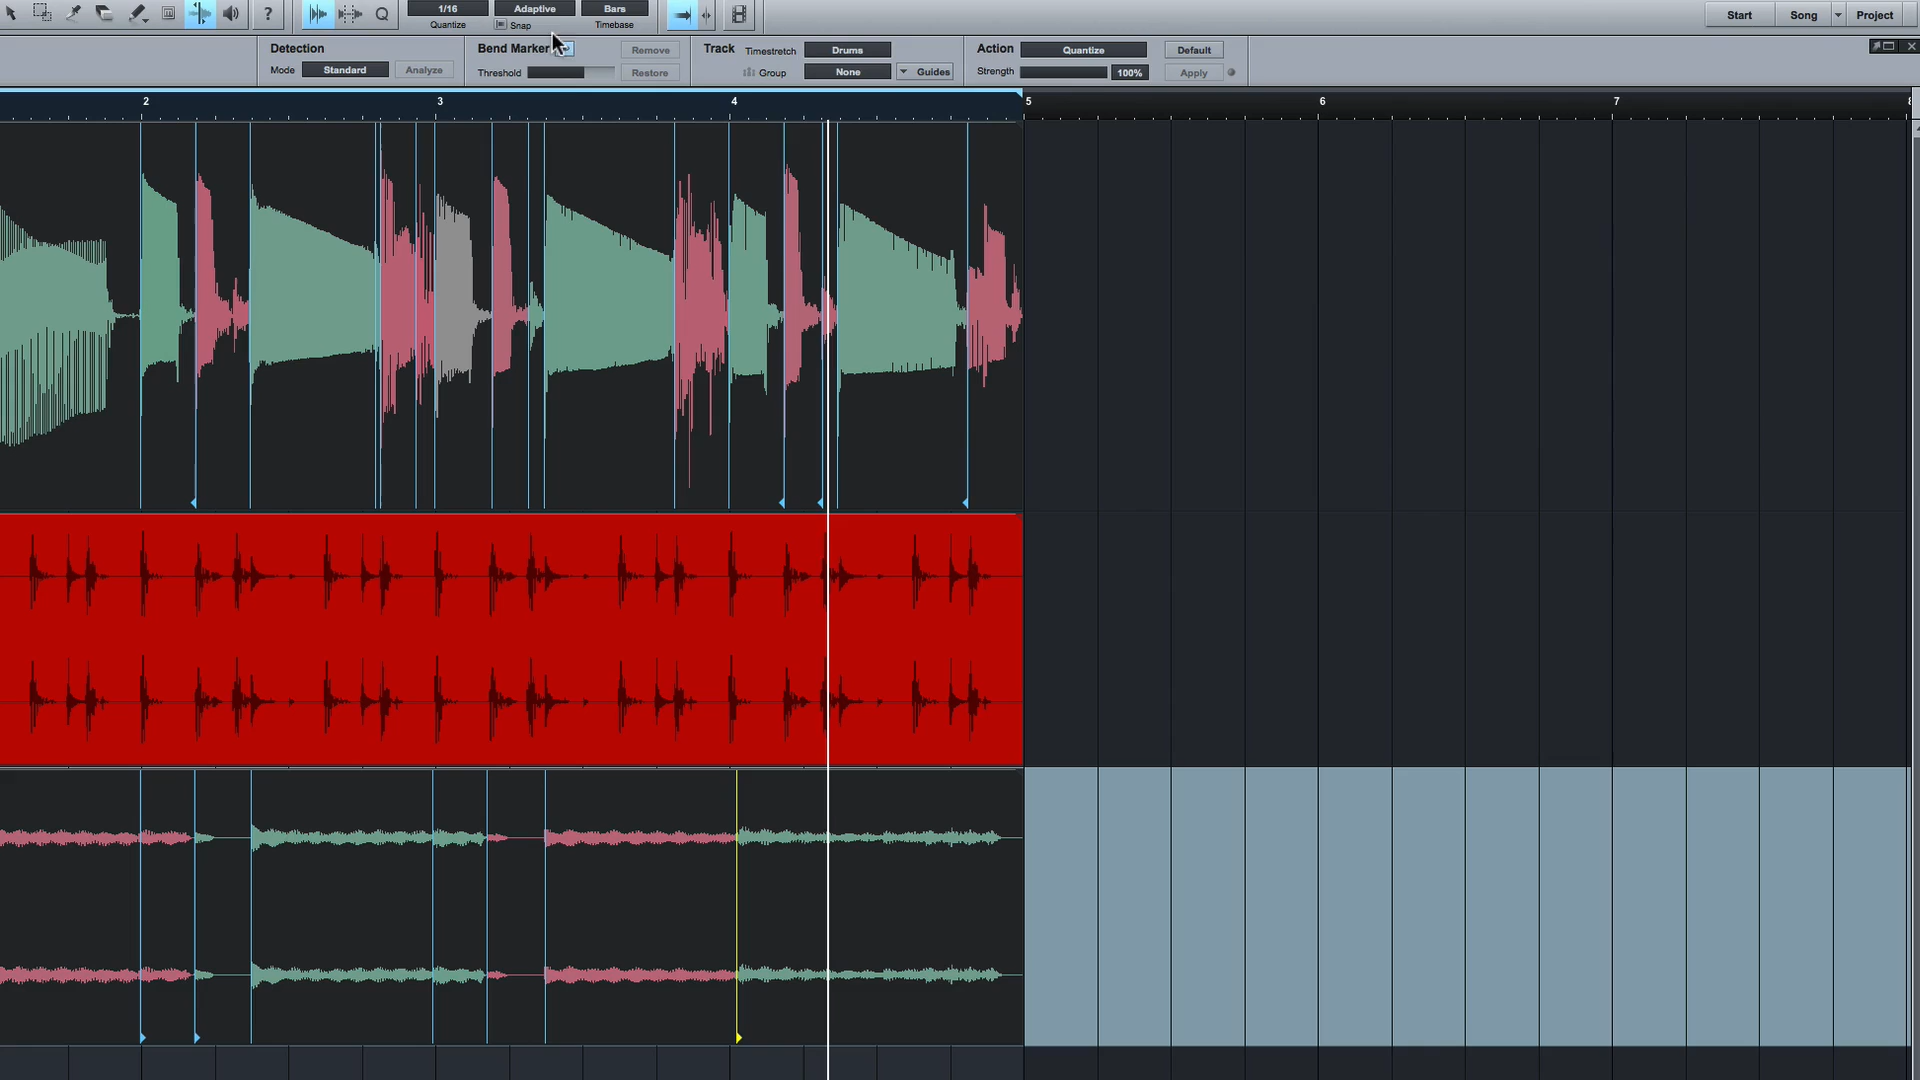 1/16 Adaptive Bars
? Q
Quantize Snap Timebase
Start Song Project
Detection Bend Marker Remove Track Timestretch Drums Action Quantize Default
Mode Standard Analyze Threshold Restore Group None Guides Strength 100% Apply
2 3 4 5 6 7 8